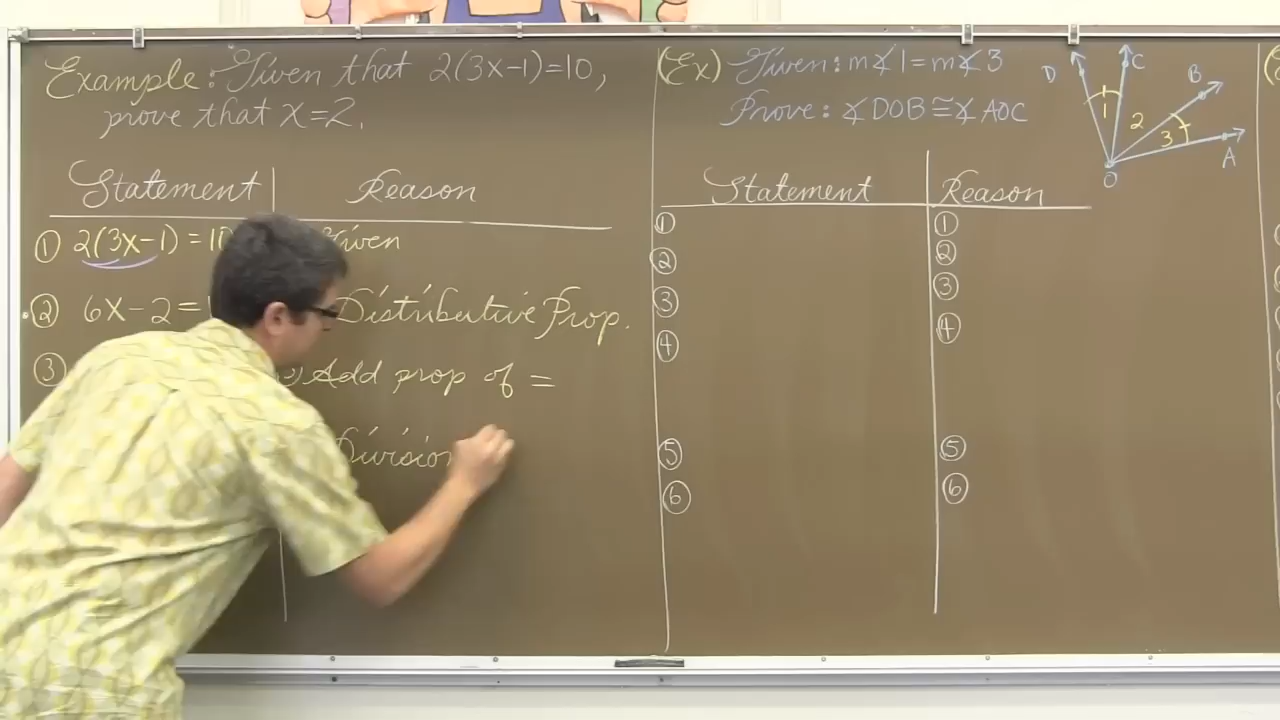 Example: Given that 2(3x-1)=10,
prove that x=2.
Statement Reason
① 2(3x-1) = Given
② 6x-2= Distributive Prop.
③ Add prop of =
Division
(Ex) Given: m∡1=m∡3
Prove: ∡DOB≅∡AOC
D C B A O
1 2 3
Statement Reason
① ①
② ②
③ ③
④ ④
⑤ ⑤
⑥ ⑥